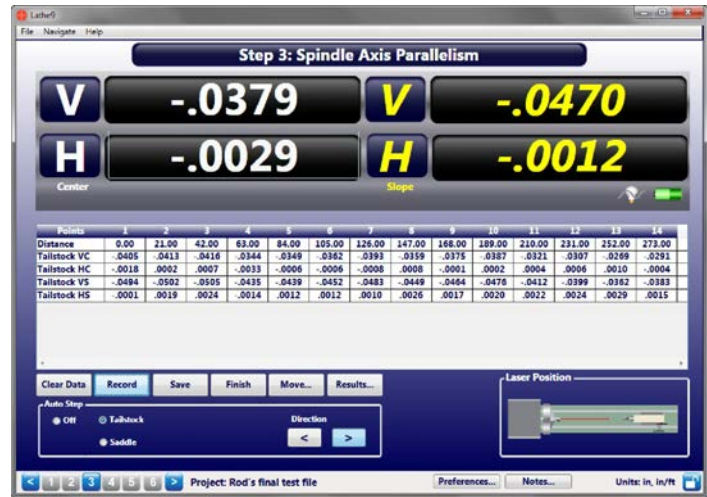 Lathe9
File Navigate Help
Step 3: Spindle Axis Parallelism
V -.0379 V -.0470
H -.0029 H -.0012
Center Slope
Points 1 2 3 4 5 6 7 8 9 10 11 12 13 14
Distance 0.00 21.00 42.00 63.00 84.00 105.00 126.00 147.00 168.00 189.00 210.00 231.00 252.00 273.00
Tailstock VC -.0405 -.0413 -.0416 -.0344 -.0349 -.0362 -.0393 -.0359 -.0375 -.0387 -.0321 -.0307 -.0269 -.0291
Tailstock HC -.0018 .0002 .0007 -.0033 -.0006 -.0006 -.0008 .0008 -.0001 .0002 .0004 .0006 .0010 -.0004
Tailstock VS -.0494 -.0502 -.0505 -.0435 -.0439 -.0452 -.0483 -.0449 -.0464 -.0476 -.0412 -.0399 -.0362 -.0383
Tailstock HS -.0001 .0019 .0024 -.0014 .0012 .0012 .0010 .0026 .0017 .0020 .0022 .0024 .0029 .0015
Clear Data Record Save Finish Move... Results...
Laser Position
Auto Step
Off Tailstock Direction
Saddle < >
< 1 2 3 4 5 6 > Project: Rod's final test file Preferences... Notes... Units: in, in/ft